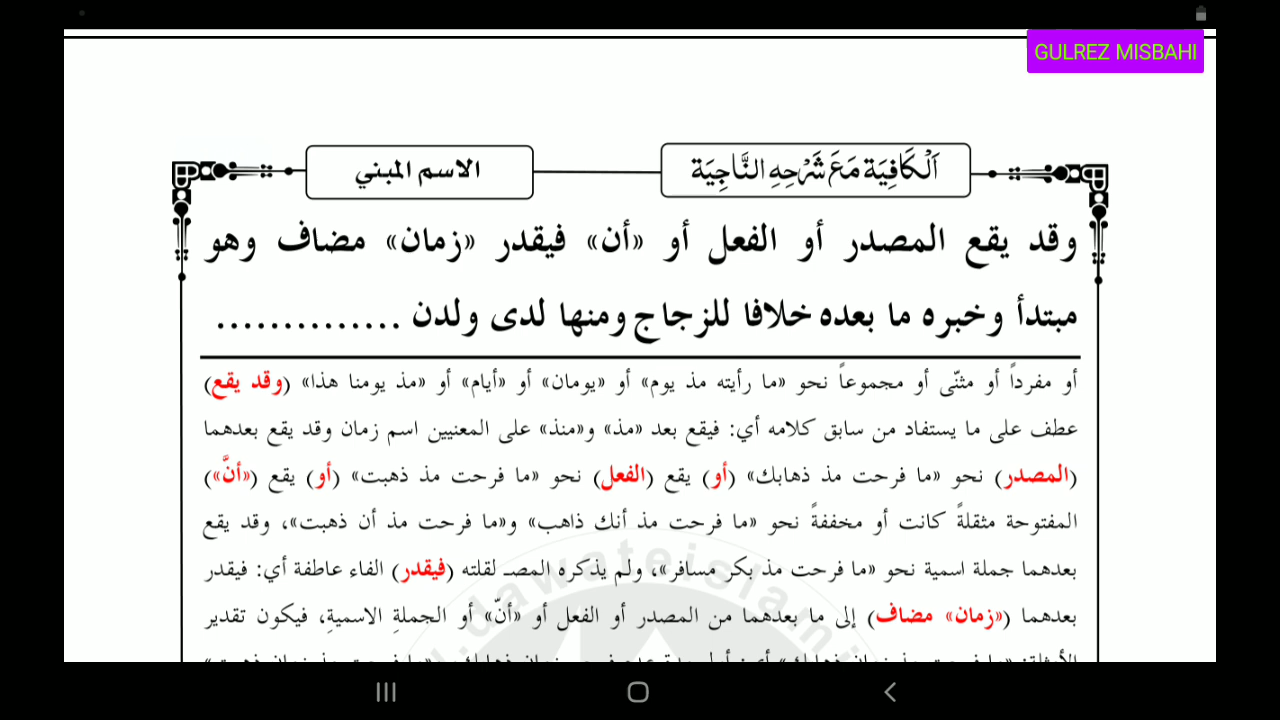 GULREZ MISBAHI
اَلْكَافِيَة مَعَ شَرْحِهِ النَّاجِيَة
الاسم المبني
وقد يقع المصدر أو الفعل أو «أن» فيقدر «زمان» مضاف وهو
مبتدأ وخبره ما بعده خلافا للزجاج ومنها لدى ولدن ..............
أو مفرداً أو مثنّى أو مجموعاً نحو «ما رأيته مذ يوم» أو «يومان» أو «أيام» أو «مذ يومنا هذا» (وقد يقع)
عطف على ما يستفاد من سابق كلامه أي: فيقع بعد «مذ» و«منذ» على المعنيين اسم زمان وقد يقع بعدهما
(المصدر) نحو «ما فرحت مذ ذهابك» (أو) يقع (الفعل) نحو «ما فرحت مذ ذهبت» (أو) يقع («أنَّ»)
المفتوحة مثقلةً كانت أو مخففةً نحو «ما فرحت مذ أنك ذاهب» و«ما فرحت مذ أن ذهبت»، وقد يقع
بعدهما جملة اسمية نحو «ما فرحت مذ بكر مسافر»، ولم يذكره المصـ لقلته (فيقدر) الفاء عاطفة أي: فيقدر
بعدهما («زمان» مضاف) إلى ما بعدهما من المصدر أو الفعل أو «أنّ» أو الجملةِ الاسميةِ، فيكون تقدير